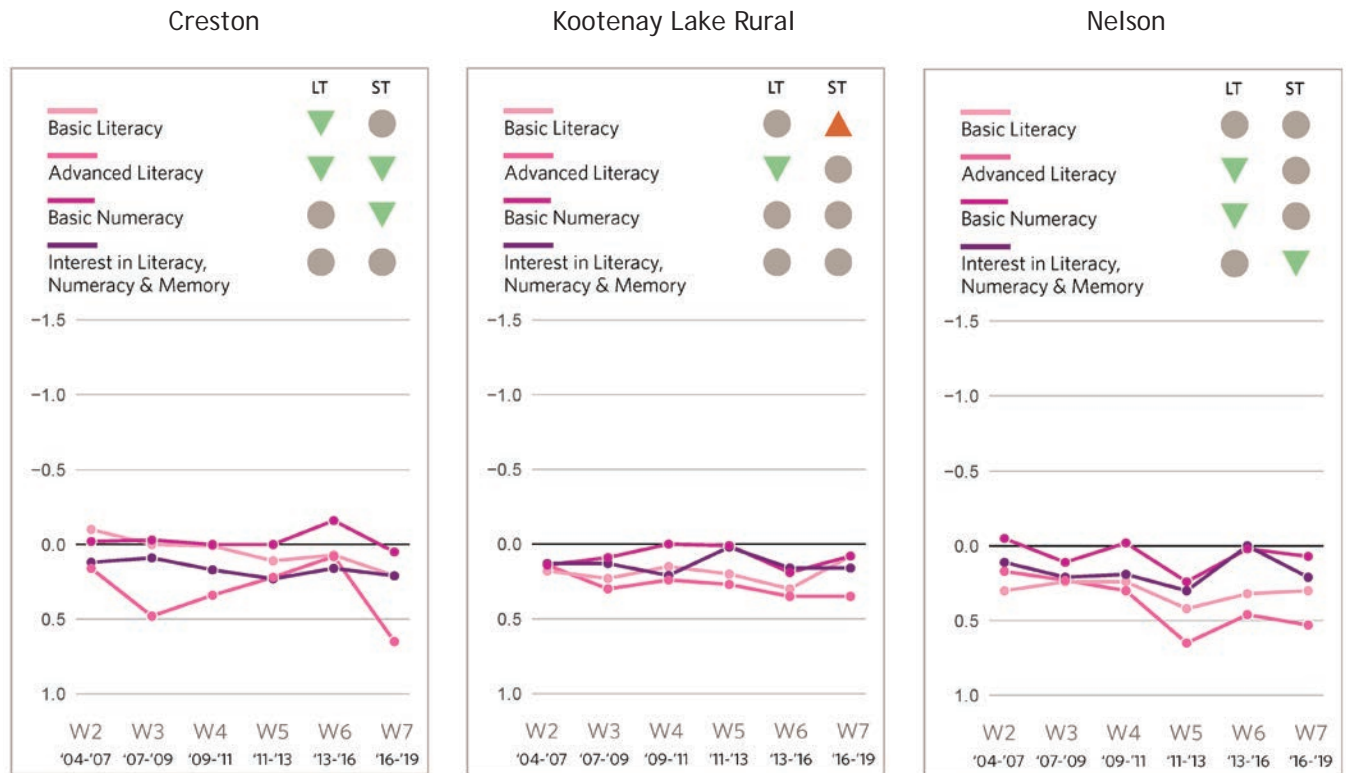 Creston
LT ST
Basic Literacy
Advanced Literacy
Basic Numeracy
Interest in Literacy,
Numeracy & Memory
−1.5
−1.0
−0.5
0.0
0.5
1.0
W2 W3 W4 W5 W6 W7
'04-'07 '07-'09 '09-'11 '11-'13 '13-'16 '16-'19
Kootenay Lake Rural
LT ST
Basic Literacy
Advanced Literacy
Basic Numeracy
Interest in Literacy,
Numeracy & Memory
−1.5
−1.0
−0.5
0.0
0.5
1.0
W2 W3 W4 W5 W6 W7
'04-'07 '07-'09 '09-'11 '11-'13 '13-'16 '16-'19
Nelson
LT ST
Basic Literacy
Advanced Literacy
Basic Numeracy
Interest in Literacy,
Numeracy & Memory
−1.5
−1.0
−0.5
0.0
0.5
1.0
W2 W3 W4 W5 W6 W7
'04-'07 '07-'09 '09-'11 '11-'13 '13-'16 '16-'19